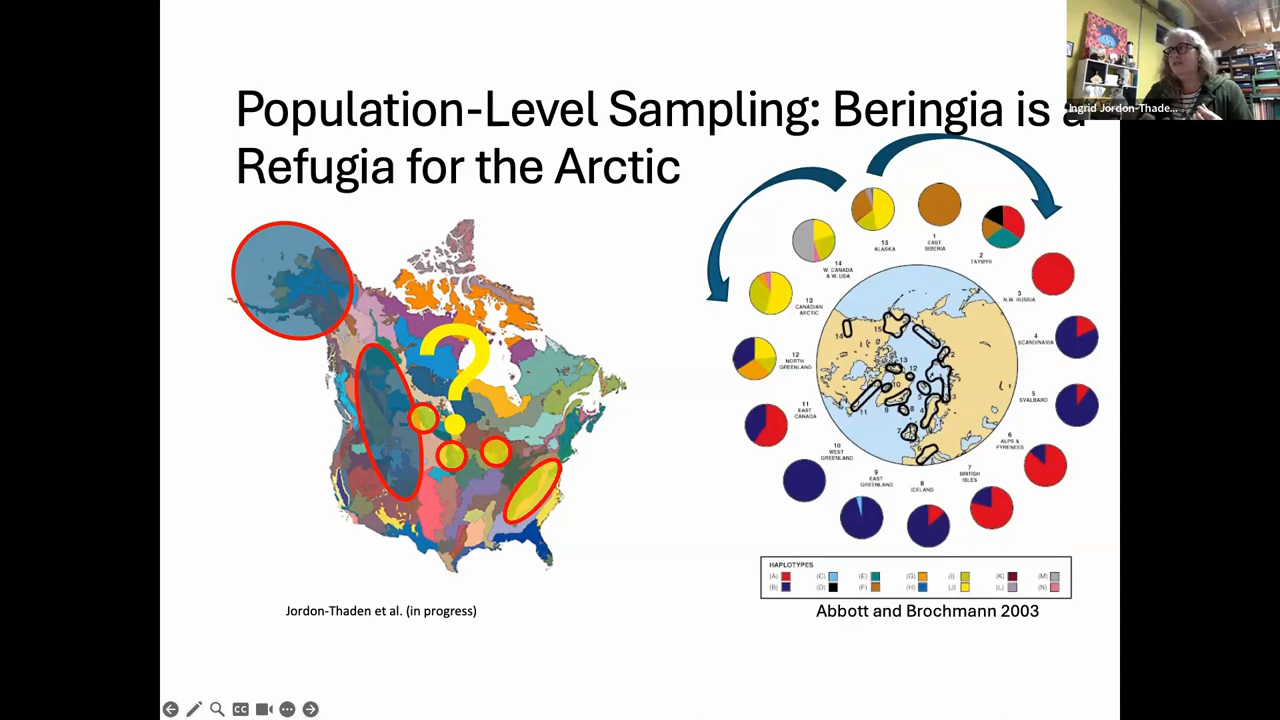 Population-Level Sampling: Beringia is a
Refugia for the Arctic
Ingrid Jordon-Thade...
15
ALASKA
1
EAST
SIBERIA
2
TAYMYR
3
N.W. RUSSIA
4
SCANDINAVIA
5
SVALBARD
6
ALPS &
PYRENEES
7
BRITISH
ISLES
8
ICELAND
9
EAST
GREENLAND
10
WEST
GREENLAND
11
EAST
CANADA
12
NORTH
GREENLAND
13
CANADIAN
ARCTIC
14
W. CANADA
& W. USA
?
HAPLOTYPES
(A) (C) (E) (G) (I) (K) (M)
(B) (D) (F) (H) (J) (L) (N)
Jordon-Thaden et al. (in progress)
Abbott and Brochmann 2003
CC